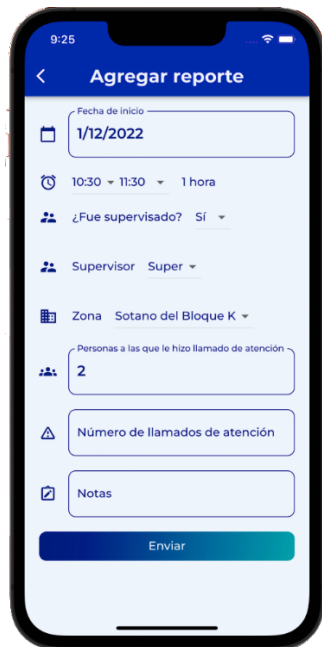 9:25
Agregar reporte
Fecha de inicio
1/12/2022
10:30 11:30 1 hora
¿Fue supervisado? Sí
Supervisor Super
Zona Sotano del Bloque K
Personas a las que le hizo llamado de atención
2
Número de llamados de atención
Notas
Enviar